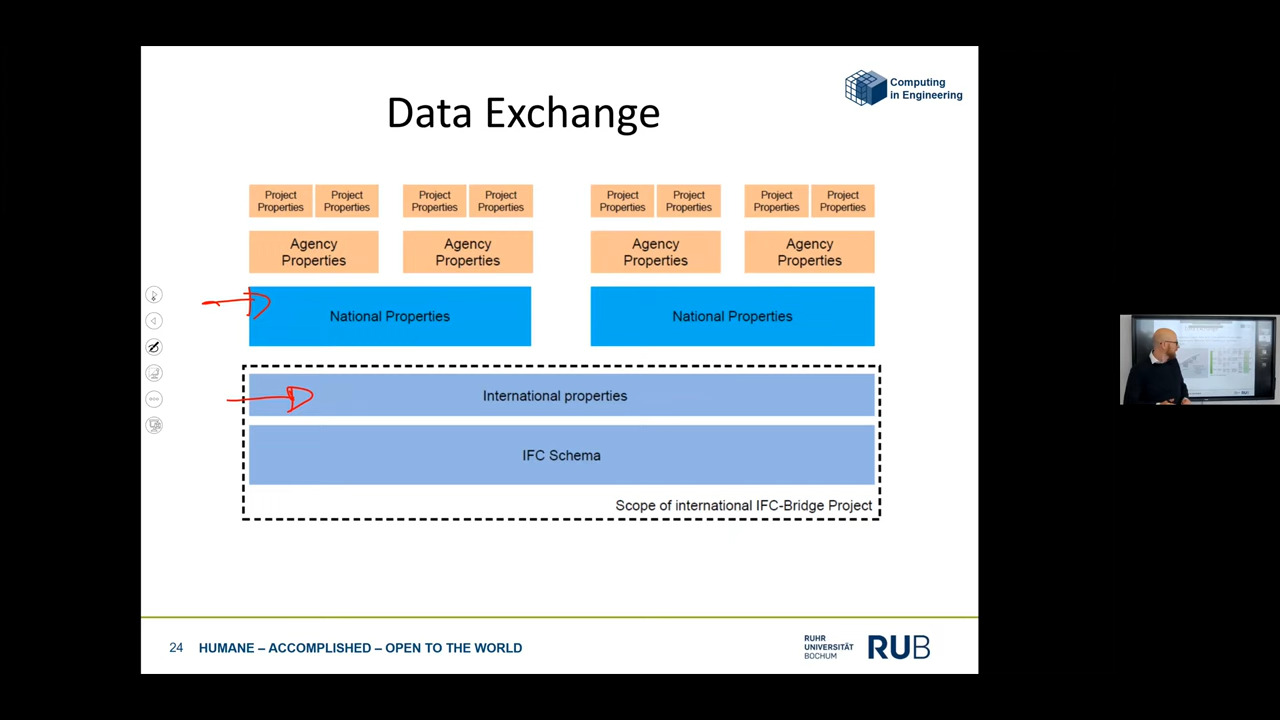 Computing
in Engineering
Data Exchange
Project
Properties
Project
Properties
Project
Properties
Project
Properties
Project
Properties
Project
Properties
Project
Properties
Project
Properties
Agency
Properties
Agency
Properties
Agency
Properties
Agency
Properties
National Properties
National Properties
International properties
IFC Schema
Scope of international IFC-Bridge Project
24
HUMANE – ACCOMPLISHED – OPEN TO THE WORLD
RUHR
UNIVERSITÄT
BOCHUM
RUB